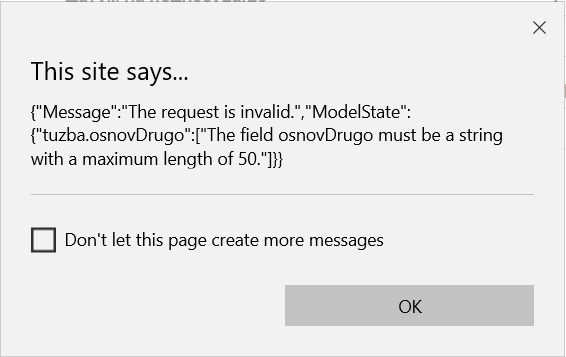 This site says...
{"Message":"The request is invalid.","ModelState":
{"tuzba.osnovDrugo":["The field osnovDrugo must be a string
with a maximum length of 50."]}}
Don't let this page create more messages
OK